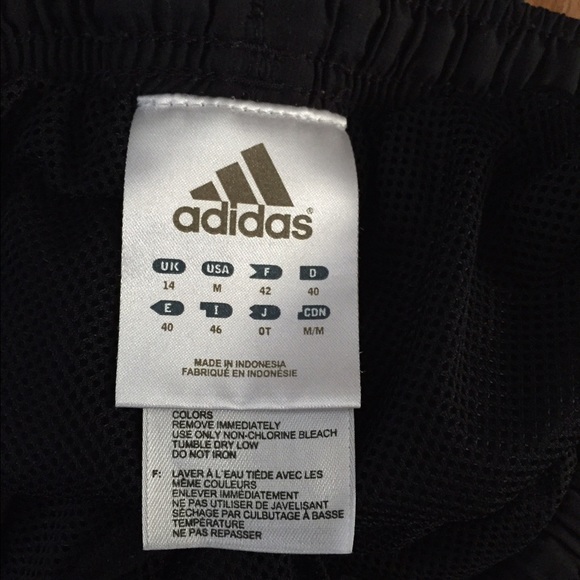 adidas®
UK USA F D
14 M 42 40
E I J CDN
40 46 OT M/M
MADE IN INDONESIA
FABRIQUÉ EN INDONÉSIE
COLORS
REMOVE IMMEDIATELY
USE ONLY NON-CHLORINE BLEACH
TUMBLE DRY LOW
DO NOT IRON
F: LAVER À L'EAU TIÉDE AVEC LES
MÊME COULEURS
ENLEVER IMMÉDIATEMENT
NE PAS UTILISER DE JAVELISANT
SÉCHAGE PAR CULBUTAGE À BASSE
TEMPÉRATURE
NE PAS REPASSER